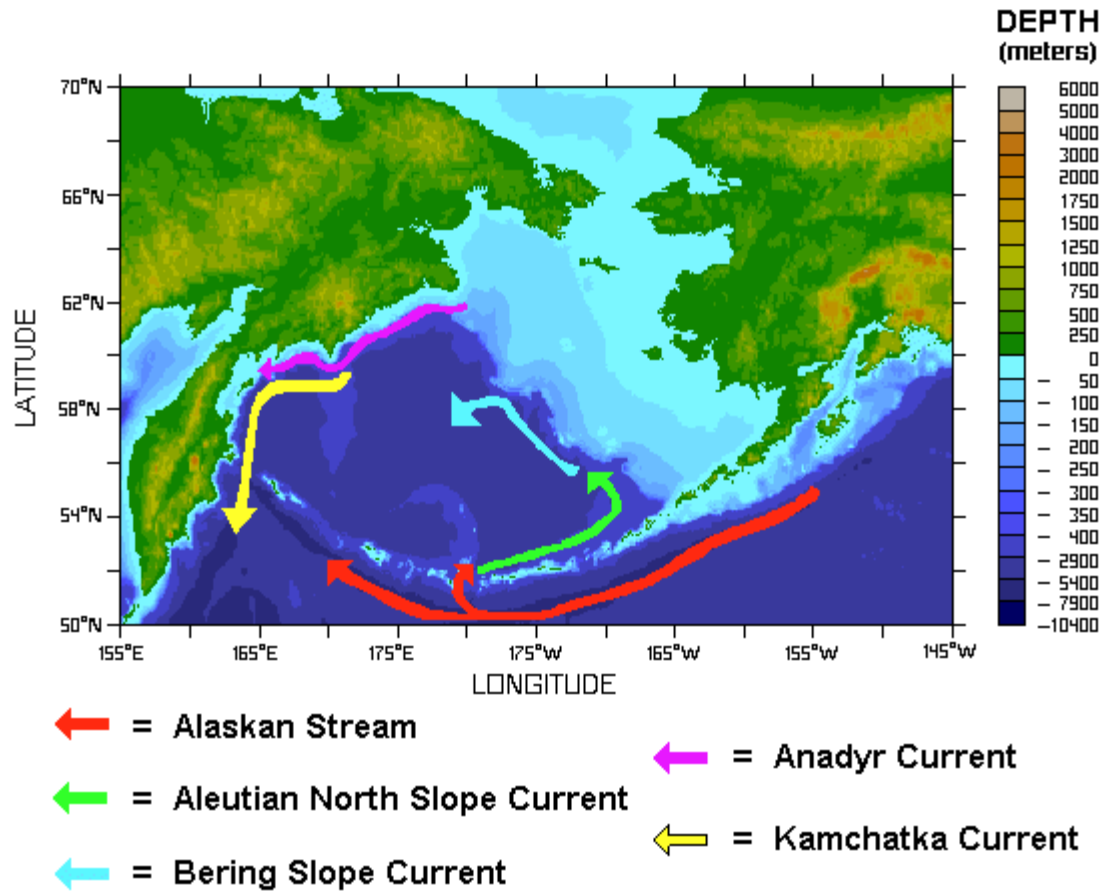 DEPTH
(meters)
70°N
66°N
62°N
58°N
54°N
50°N
LATITUDE
155°E
165°E
175°E
175°W
165°W
155°W
145°W
LONGITUDE
6000
5000
4000
3000
2000
1500
1250
1000
750
500
250
0
- 50
- 100
- 150
- 200
- 250
- 300
- 350
- 400
-2900
-5400
-7900
-10400
= Alaskan Stream
= Anadyr Current
= Aleutian North Slope Current
= Kamchatka Current
= Bering Slope Current